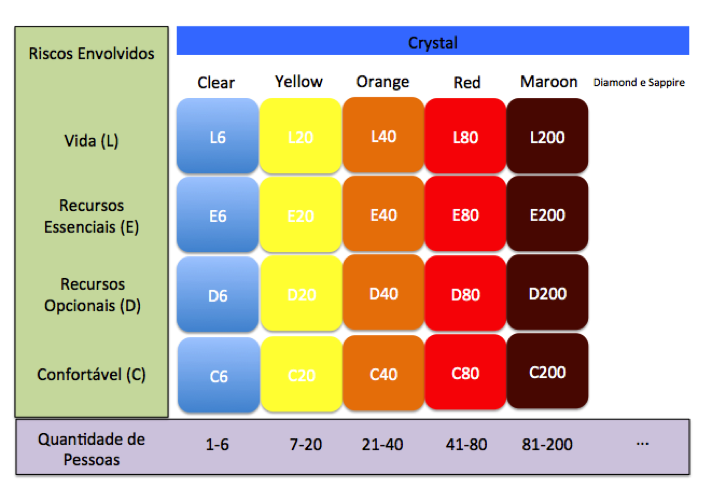 Riscos Envolvidos
Crystal
Clear Yellow Orange Red Maroon Diamond e Sappire
Vida (L) L6 L20 L40 L80 L200
Recursos
Essenciais (E) E6 E20 E40 E80 E200
Recursos
Opcionais (D) D6 D20 D40 D80 D200
Confortável (C) C6 C20 C40 C80 C200
Quantidade de
Pessoas 1-6 7-20 21-40 41-80 81-200 ...